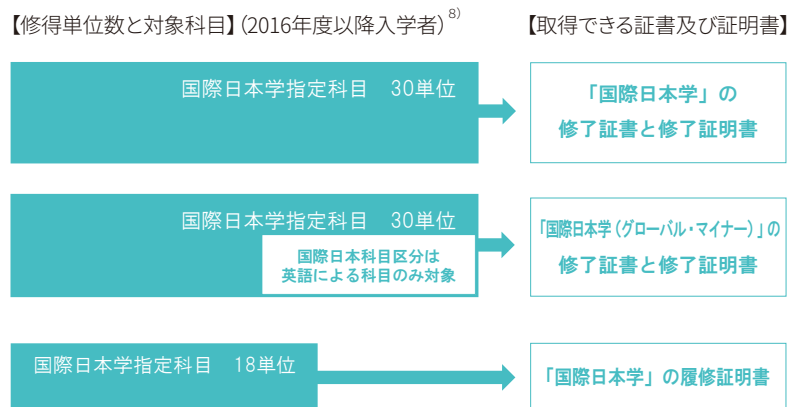 【修得単位数と対象科目】(2016年度以降入学者)8)
【取得できる証書及び証明書】
国際日本学指定科目　30単位
「国際日本学」の
修了証書と修了証明書
国際日本学指定科目　30単位
国際日本科目区分は
英語による科目のみ対象
「国際日本学(グローバル・マイナー)」の
修了証書と修了証明書
国際日本学指定科目　18単位
「国際日本学」の履修証明書